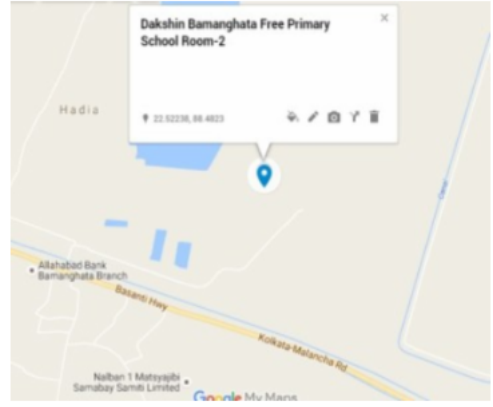 Dakshin Bamanghata Free Primary
School Room-2
22.52238, 88.4823
Hadia
Canal
Allahabad Bank
Bamanghata Branch
Basanti Hwy
Kolkata-Malancha Rd
Nalban 1 Matsyajibi
Samabay Samiti Limited
Google My Maps